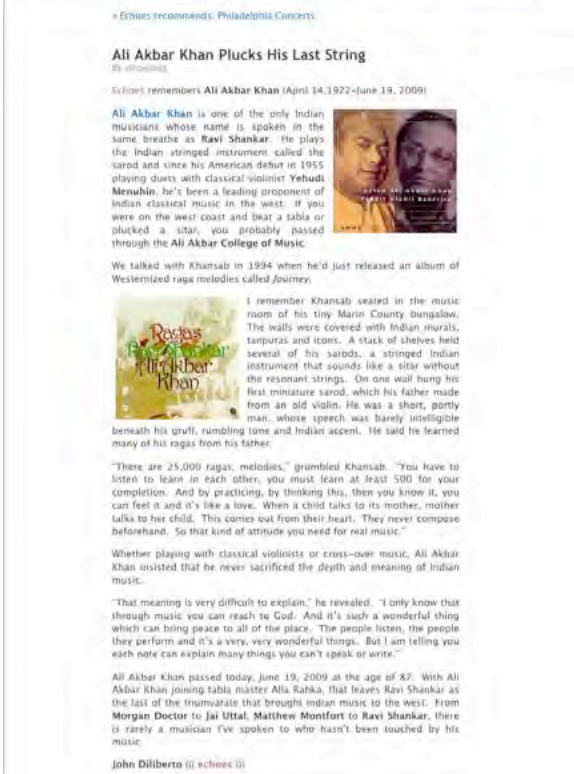 « Echoes recommends: Philadelphia Concerts
Ali Akbar Khan Plucks His Last String
By
Echoes remembers Ali Akbar Khan (April 14,1922–June 19, 2009)
Ali Akbar Khan is one of the only Indian
musicians whose name is spoken in the
same breathe as Ravi Shankar. He plays
the Indian stringed instrument called the
sarod and since his American debut in 1955
playing duets with classical violinist Yehudi
Menuhin, he's been a leading proponent of
Indian classical music in the west. If you
were on the west coast and beat a tabla or
plucked a sitar, you probably passed
through the Ali Akbar College of Music.
Ustad Ali Akbar Khan
Pandit Nikhil Banerjee
We talked with Khansab in 1994 when he'd just released an album of
Westernized raga melodies called Journey.
Ragas
Ravi Shankar
Ali Akbar
Khan
I remember Khansab seated in the music
room of his tiny Marin County bungalow.
The walls were covered with Indian murals,
tanpuras and icons. A stack of shelves held
several of his sarods, a stringed Indian
instrument that sounds like a sitar without
the resonant strings. On one wall hung his
first miniature sarod, which his father made
from an old violin. He was a short, portly
man, whose speech was barely intelligible
beneath his gruff, rumbling tone and Indian accent. He said he learned
many of his ragas from his father.
"There are 25,000 ragas, melodies," grumbled Khansab. "You have to
listen to learn in each other, you must learn at least 500 for your
completion. And by practicing, by thinking this, then you know it, you
can feel it and it's like a love. When a child talks to its mother, mother
talks to her child. This comes out from their heart. They never compose
beforehand. So that kind of attitude you need for real music."
Whether playing with classical violinists or cross-over music, Ali Akbar
Khan insisted that he never sacrificed the depth and meaning of Indian
music.
"That meaning is very difficult to explain," he revealed. "I only know that
through music you can reach to God. And it's such a wonderful thing
which can bring peace to all of the place. The people listen, the people
they perform and it's a very, very wonderful things. But I am telling you
each note can explain many things you can't speak or write."
Ali Akbar Khan passed today, June 19, 2009 at the age of 87. With Ali
Akbar Khan joining tabla master Alla Rahka, that leaves Ravi Shankar as
the last of the triumvarate that brought Indian music to the west. From
Morgan Doctor to Jai Uttal, Matthew Montfort to Ravi Shankar, there
is rarely a musician I've spoken to who hasn't been touched by his
music.
John Diliberto ((( echoes )))